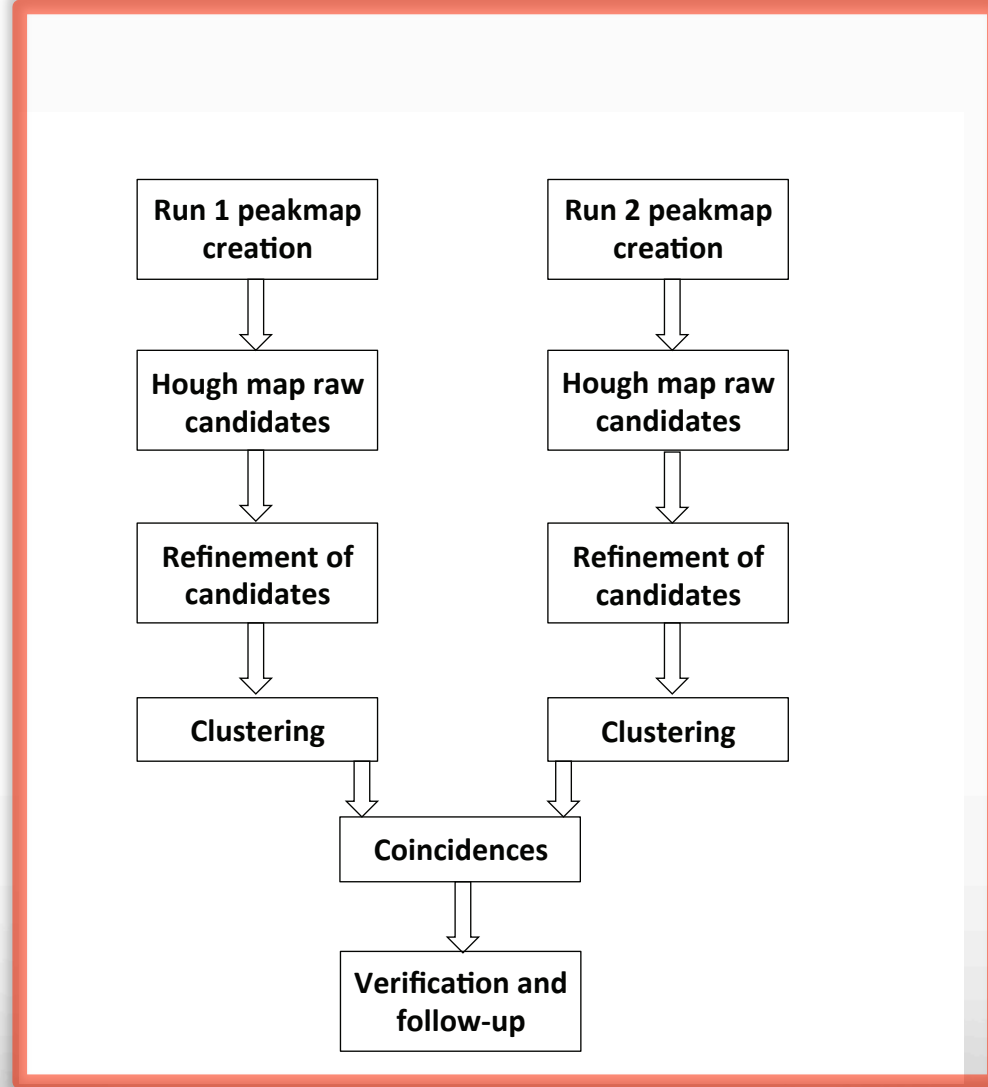 Run 1 peakmap
creation
Run 2 peakmap
creation
Hough map raw
candidates
Hough map raw
candidates
Refinement of
candidates
Refinement of
candidates
Clustering
Clustering
Coincidences
Verification and
follow-up